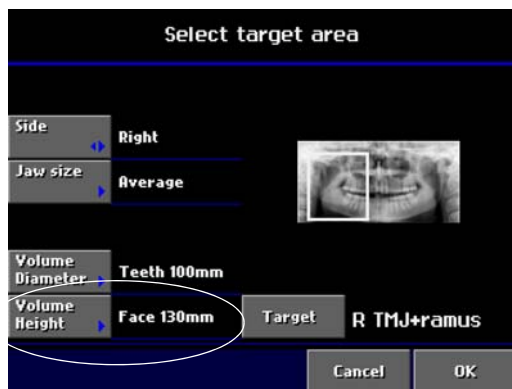 Select target area
Side
Right
Jaw size
Average
Volume
Diameter
Teeth 100mm
Volume
Height
Face 130mm
Target
R TMJ+ramus
Cancel
OK